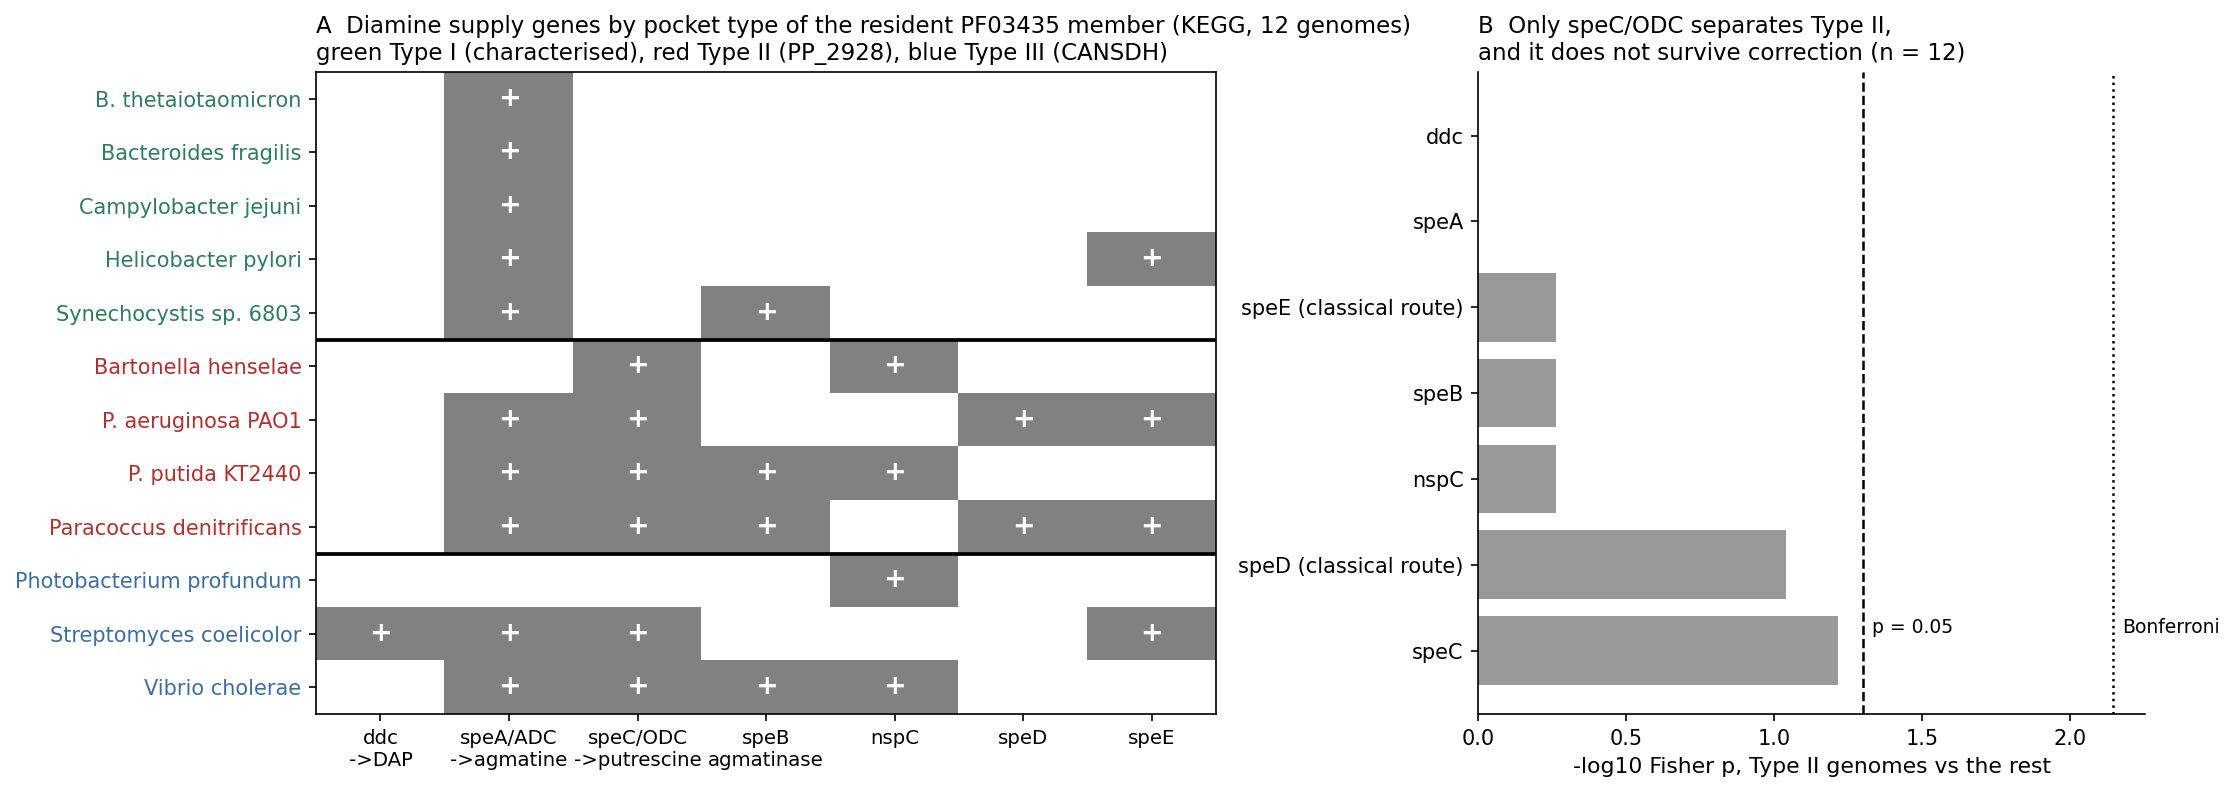 A  Diamine supply genes by pocket type of the resident PF03435 member (KEGG, 12 genomes)
green Type I (characterised), red Type II (PP_2928), blue Type III (CANSDH)
B. thetaiotaomicron
+
Bacteroides fragilis
+
Campylobacter jejuni
+
Helicobacter pylori
+ +
Synechocystis sp. 6803
+ +
Bartonella henselae
+ +
P. aeruginosa PAO1
+ + + +
P. putida KT2440
+ + + +
Paracoccus denitrificans
+ + + + +
Photobacterium profundum
+
Streptomyces coelicolor
+ + + +
Vibrio cholerae
+ + + +
ddc
->DAP
speA/ADC
->agmatine
speC/ODC
->putrescine
speB
agmatinase
nspC
speD
speE
B  Only speC/ODC separates Type II,
and it does not survive correction (n = 12)
ddc
speA
speE (classical route)
speB
nspC
speD (classical route)
speC
p = 0.05
Bonferroni
0.0
0.5
1.0
1.5
2.0
-log10 Fisher p, Type II genomes vs the rest